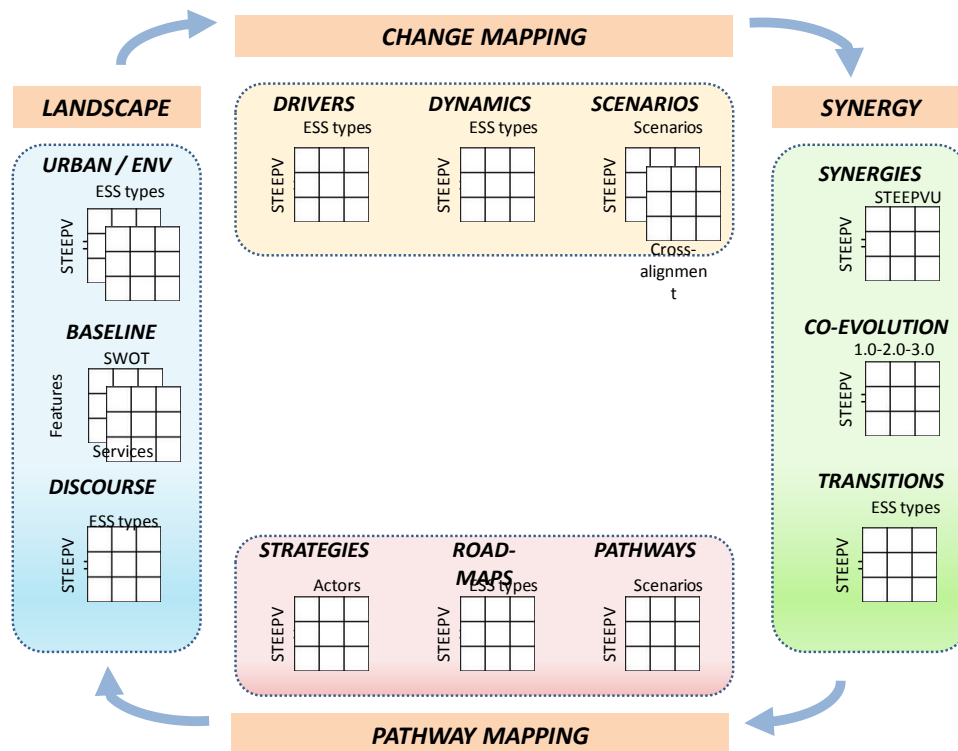 CHANGE MAPPING
LANDSCAPE
URBAN / ENV
ESS types
STEEPV
BASELINE
SWOT
Features
Services
DISCOURSE
ESS types
STEEPV
DRIVERS
ESS types
STEEPV
DYNAMICS
ESS types
STEEPV
SCENARIOS
Scenarios
STEEPV
Cross-
alignmen
t
SYNERGY
SYNERGIES
STEEPVU
STEEPV
CO-EVOLUTION
1.0-2.0-3.0
STEEPV
TRANSITIONS
ESS types
STEEPV
STRATEGIES
Actors
STEEPV
ROAD-
MAPS
ESS types
STEEPV
PATHWAYS
Scenarios
STEEPV
PATHWAY MAPPING